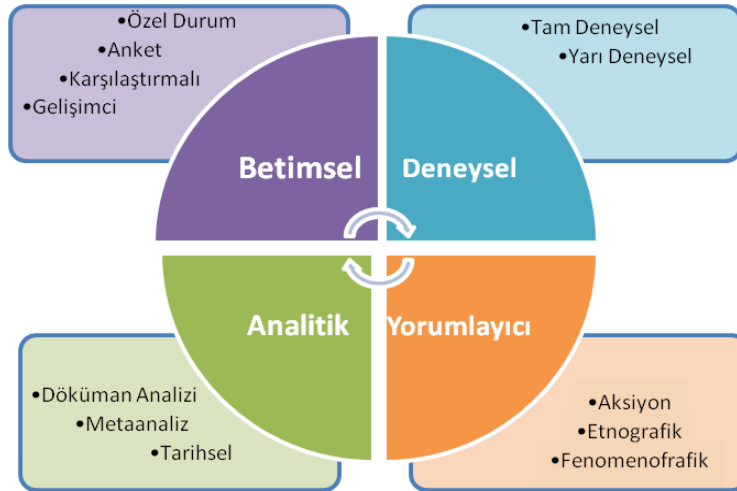 •Özel Durum
•Anket
•Karşılaştırmalı
•Gelişimci
•Tam Deneysel
•Yarı Deneysel
Betimsel
Deneysel
Analitik
Yorumlayıcı
•Döküman Analizi
•Metaanaliz
•Tarihsel
•Aksiyon
•Etnografik
•Fenomenofrafik